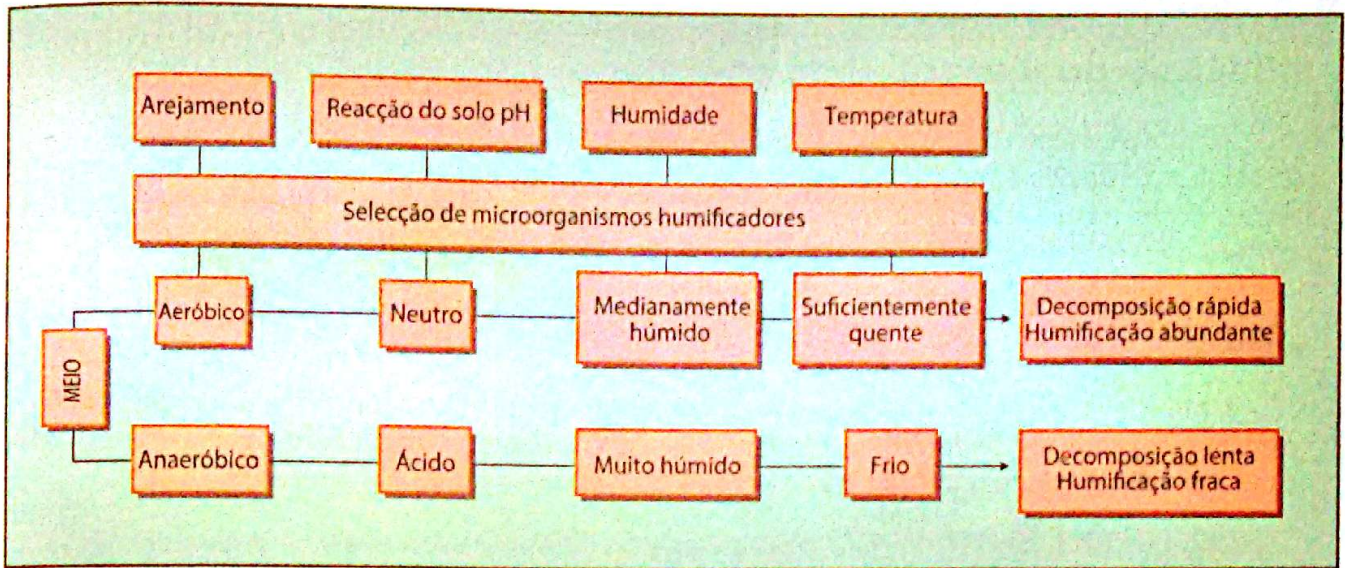 Arejamento
Reacção do solo pH
Humidade
Temperatura
Selecção de microorganismos humificadores
Aeróbico
Neutro
Medianamente
húmido
Suficientemente
quente
Decomposição rápida
Humificação abundante
MEIO
Anaeróbico
Ácido
Muito húmido
Frio
Decomposição lenta
Humificação fraca